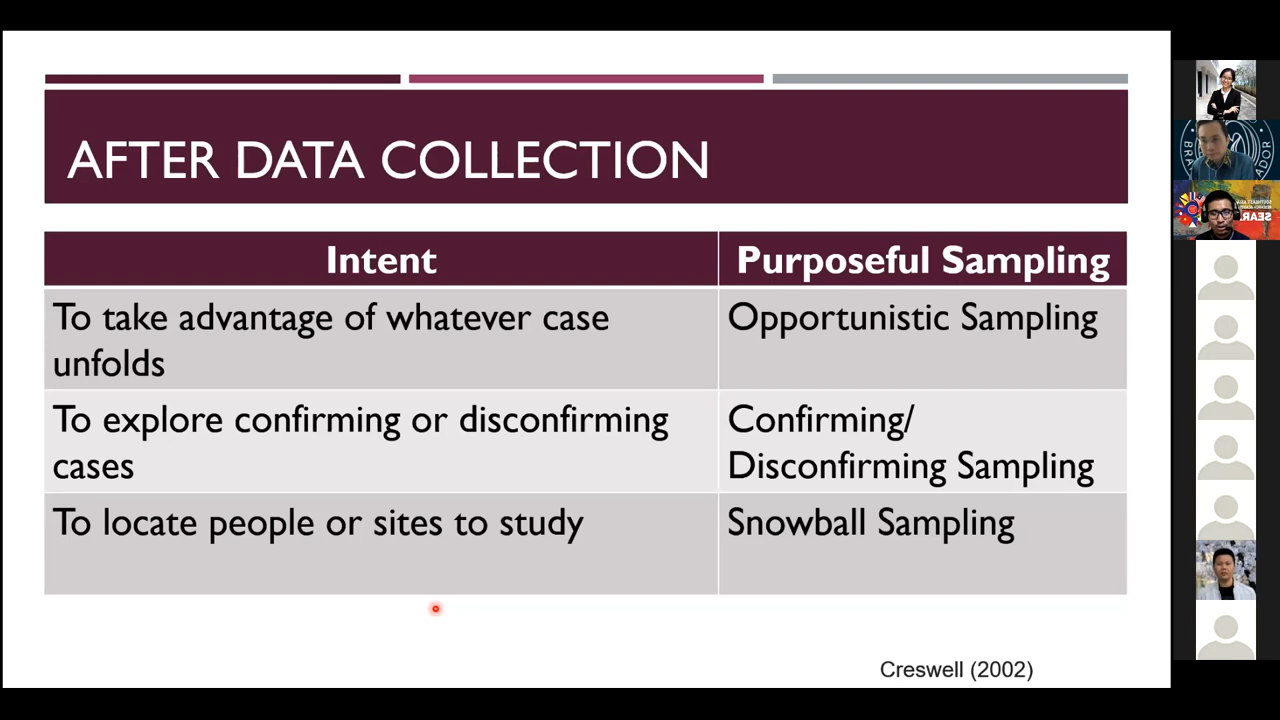 AFTER DATA COLLECTION
Intent
Purposeful Sampling
To take advantage of whatever case
unfolds
Opportunistic Sampling
To explore confirming or disconfirming
cases
Confirming/
Disconfirming Sampling
To locate people or sites to study
Snowball Sampling
Creswell (2002)